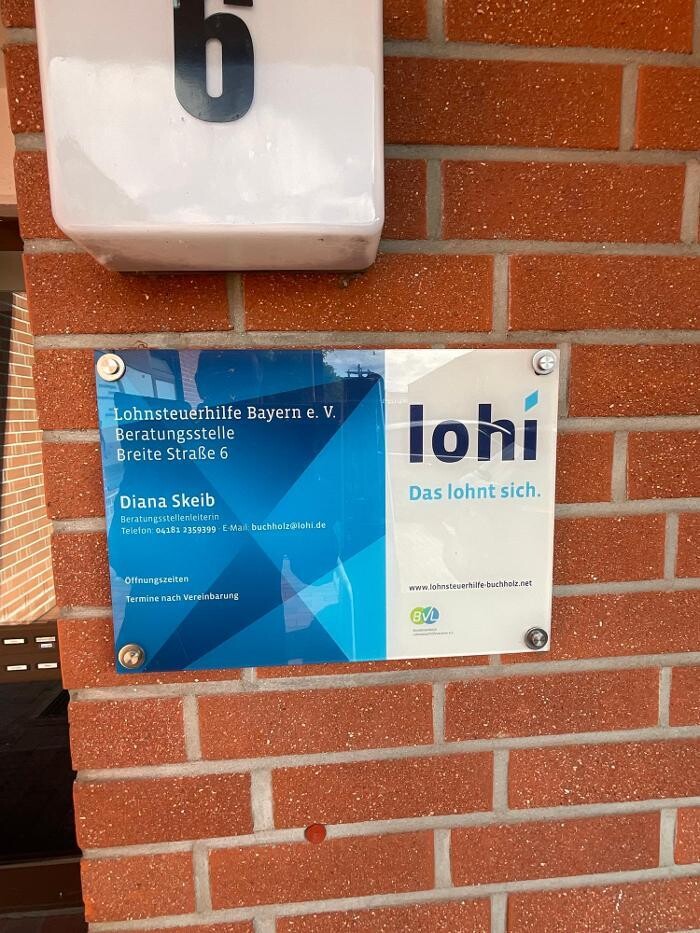 6
Lohnsteuerhilfe Bayern e. V.
Beratungsstelle
Breite Straße 6
Diana Skeib
Beratungsstellenleiterin
Telefon: 04181 2359399 · E-Mail: buchholz@lohi.de
Öffnungszeiten
Termine nach Vereinbarung
lohi
Das lohnt sich.
www.lohnsteuerhilfe-buchholz.net
BVL